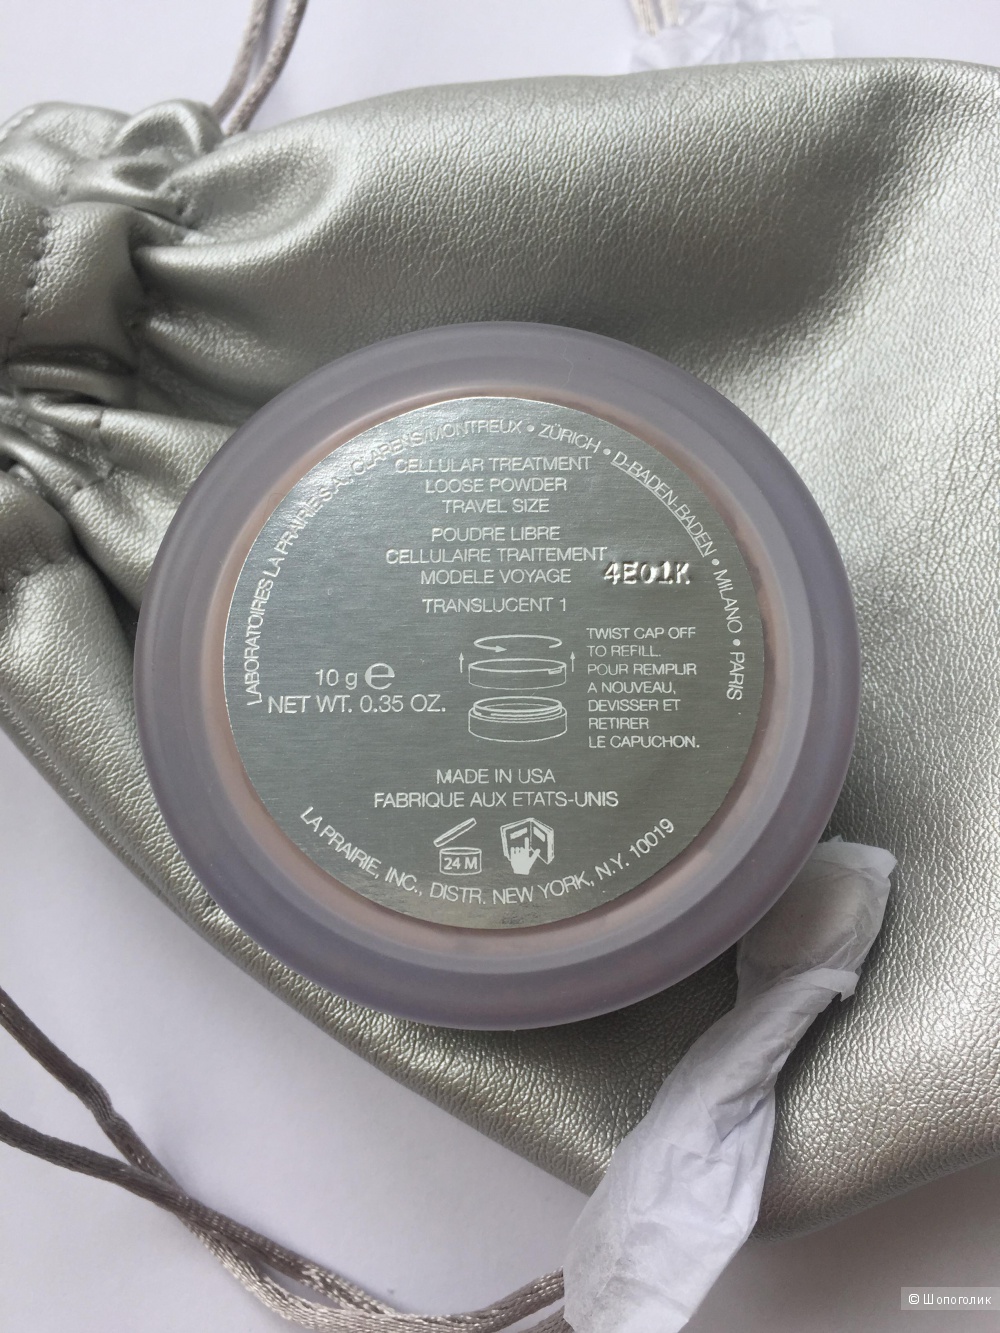 LABORATOIRES LA PRAIRIE S.A. CLARENS/MONTREUX • ZÜRICH • D-BADEN-BADEN • MILANO • PARIS
CELLULAR TREATMENT
LOOSE POWDER
TRAVEL SIZE
POUDRE LIBRE
CELLULAIRE TRAITEMENT
MODELE VOYAGE
4E01K
TRANSLUCENT 1
10 g e
NET WT. 0.35 OZ.
TWIST CAP OFF
TO REFILL.
POUR REMPLIR
A NOUVEAU,
DEVISSER ET
RETIRER
LE CAPUCHON.
MADE IN USA
FABRIQUE AUX ETATS-UNIS
24 M
LA PRAIRIE, INC., DISTR. NEW YORK, N.Y. 10019
© Шопоголик